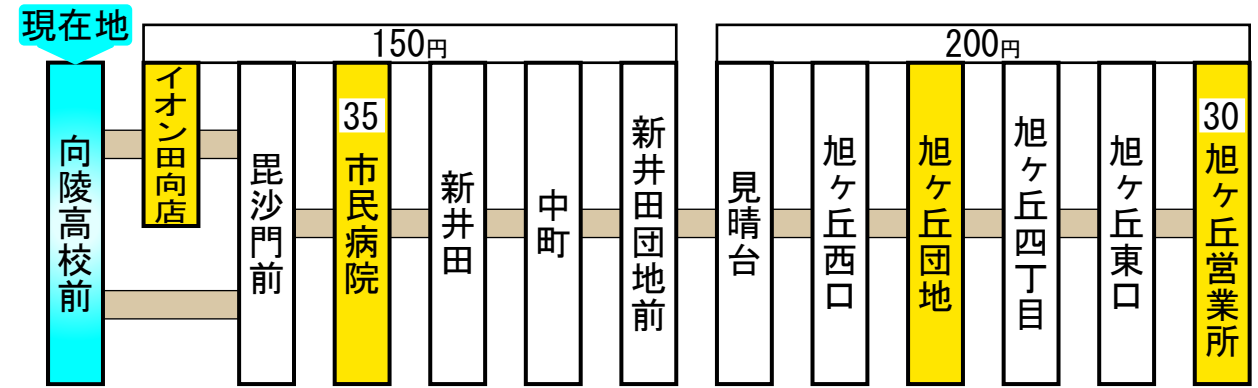 現在地
150円
200円
向陵高校前
イオン田向店
毘沙門前
35
市民病院
新井田
中町
新井田団地前
見晴台
旭ヶ丘西口
旭ヶ丘団地
旭ヶ丘四丁目
旭ヶ丘東口
30
旭ヶ丘営業所